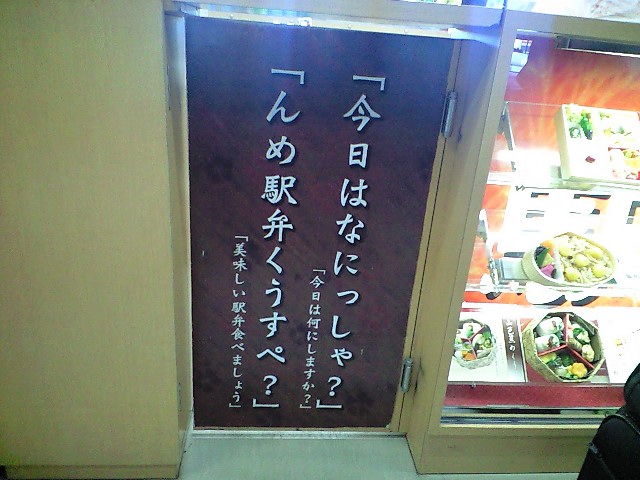 「今日はなにっしゃ？」
「今日は何にしますか？」
「んめ駅弁くうすぺ？」
「美味しい駅弁食べましょう」